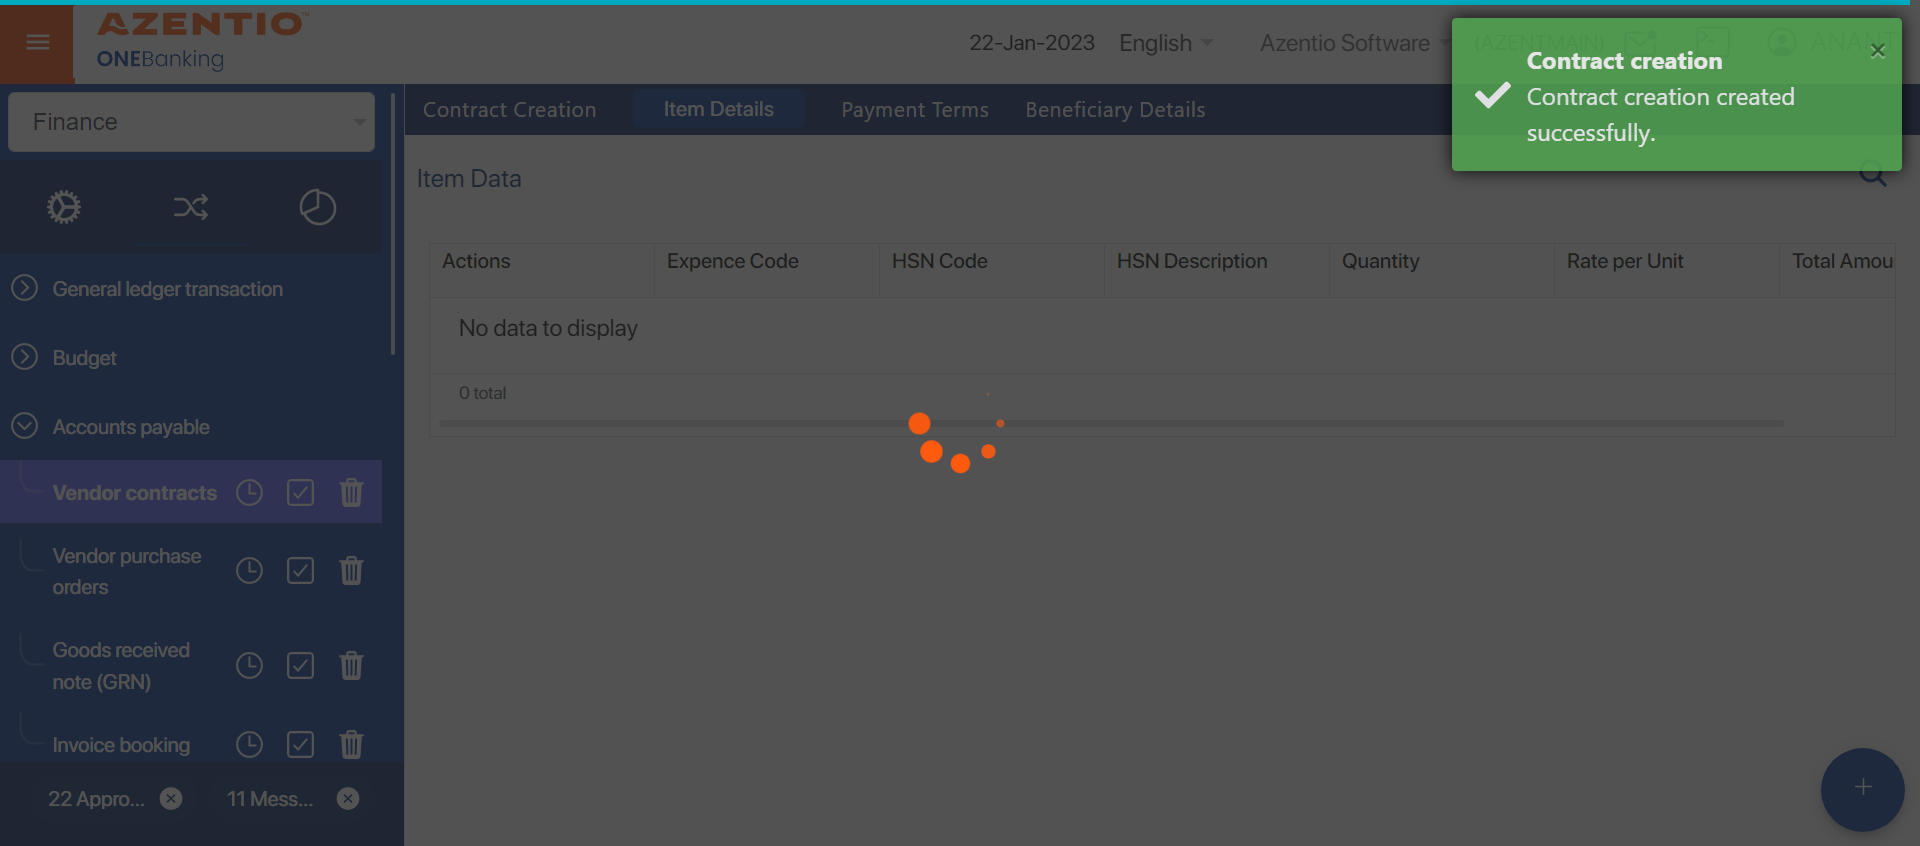 AZENTIO™
ONEBanking
22-Jan-2023
English
Azentio Software
(AZENTMAIN)
ANANT
Contract creation
Contract creation created
successfully.
×
Finance
Contract Creation
Item Details
Payment Terms
Beneficiary Details
Item Data
Actions
Expence Code
HSN Code
HSN Description
Quantity
Rate per Unit
Total Amou
No data to display
0 total
General ledger transaction
Budget
Accounts payable
Vendor contracts
Vendor purchase
orders
Goods received
note (GRN)
Invoice booking
22 Appro...
11 Mess...
+